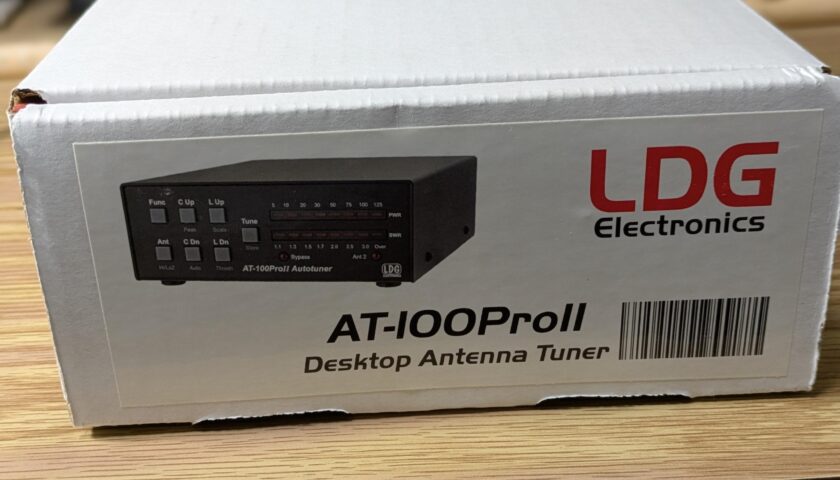 LDG
Electronics
Func C Up L Up
Peak Scale
Tune
Store
Ant C Dn L Dn
Hi/LoZ Auto Thresh
5 10 20 30 50 75 100 125
PWR
SWR
1.1 1.3 1.5 1.7 2.0 2.5 3.0 Over
Bypass Ant 2
AT-100ProII Autotuner
LDG
AT-100ProII
Desktop Antenna Tuner